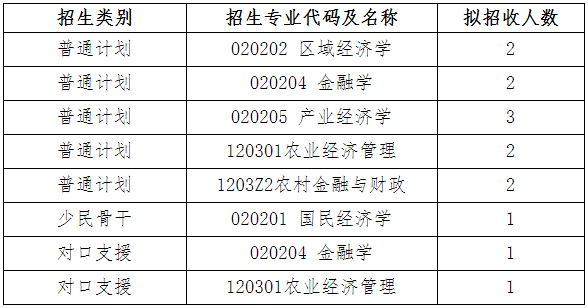 招生类别 招生专业代码及名称 拟招收人数
普通计划 020202 区域经济学 2
普通计划 020204 金融学 2
普通计划 020205 产业经济学 3
普通计划 120301农业经济管理 2
普通计划 1203Z2农村金融与财政 2
少民骨干 020201 国民经济学 1
对口支援 020204 金融学 1
对口支援 120301农业经济管理 1